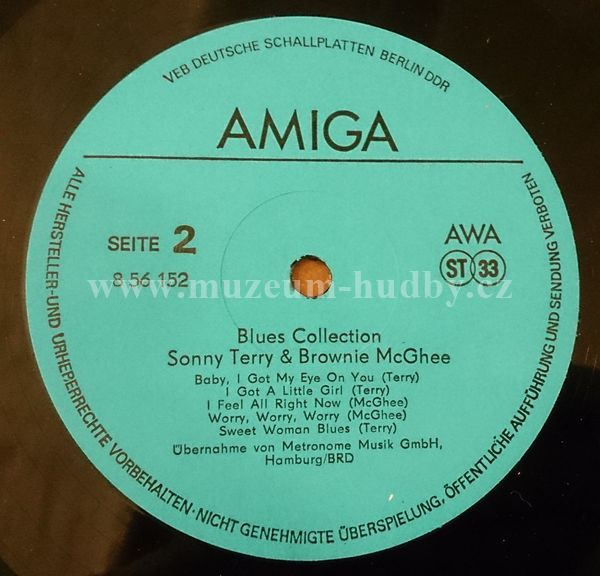 VEB DEUTSCHE SCHALLPLATTEN BERLIN DDR
AMIGA
SEITE 2
8 56 152
AWA
ST 33
www.muzeum-hudby.cz
Blues Collection
Sonny Terry & Brownie McGhee
Baby, I Got My Eye On You (Terry)
I Got A Little Girl (Terry)
I Feel All Right Now (McGhee)
Worry, Worry, Worry (McGhee)
Sweet Woman Blues (Terry)
Übernahme von Metronome Musik GmbH,
Hamburg/BRD
ALLE HERSTELLER-UND URHEBERRECHTE VORBEHALTEN·NICHT GENEHMIGTE ÜBERSPIELUNG, ÖFFENTLICHE AUFFÜHRUNG UND SENDUNG VERBOTEN